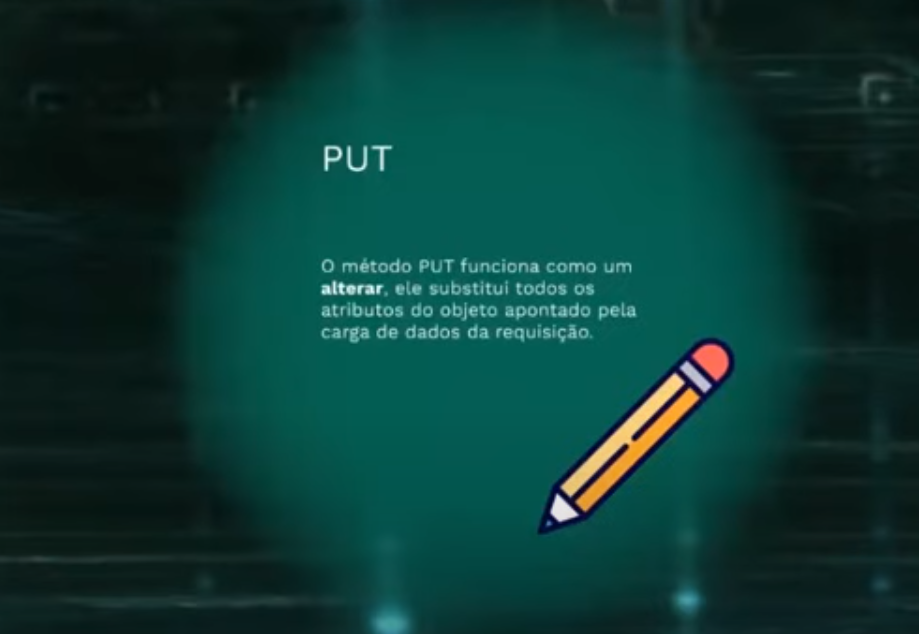 PUT
O método PUT funciona como um
alterar, ele substitui todos os
atributos do objeto apontado pela
carga de dados da requisição.